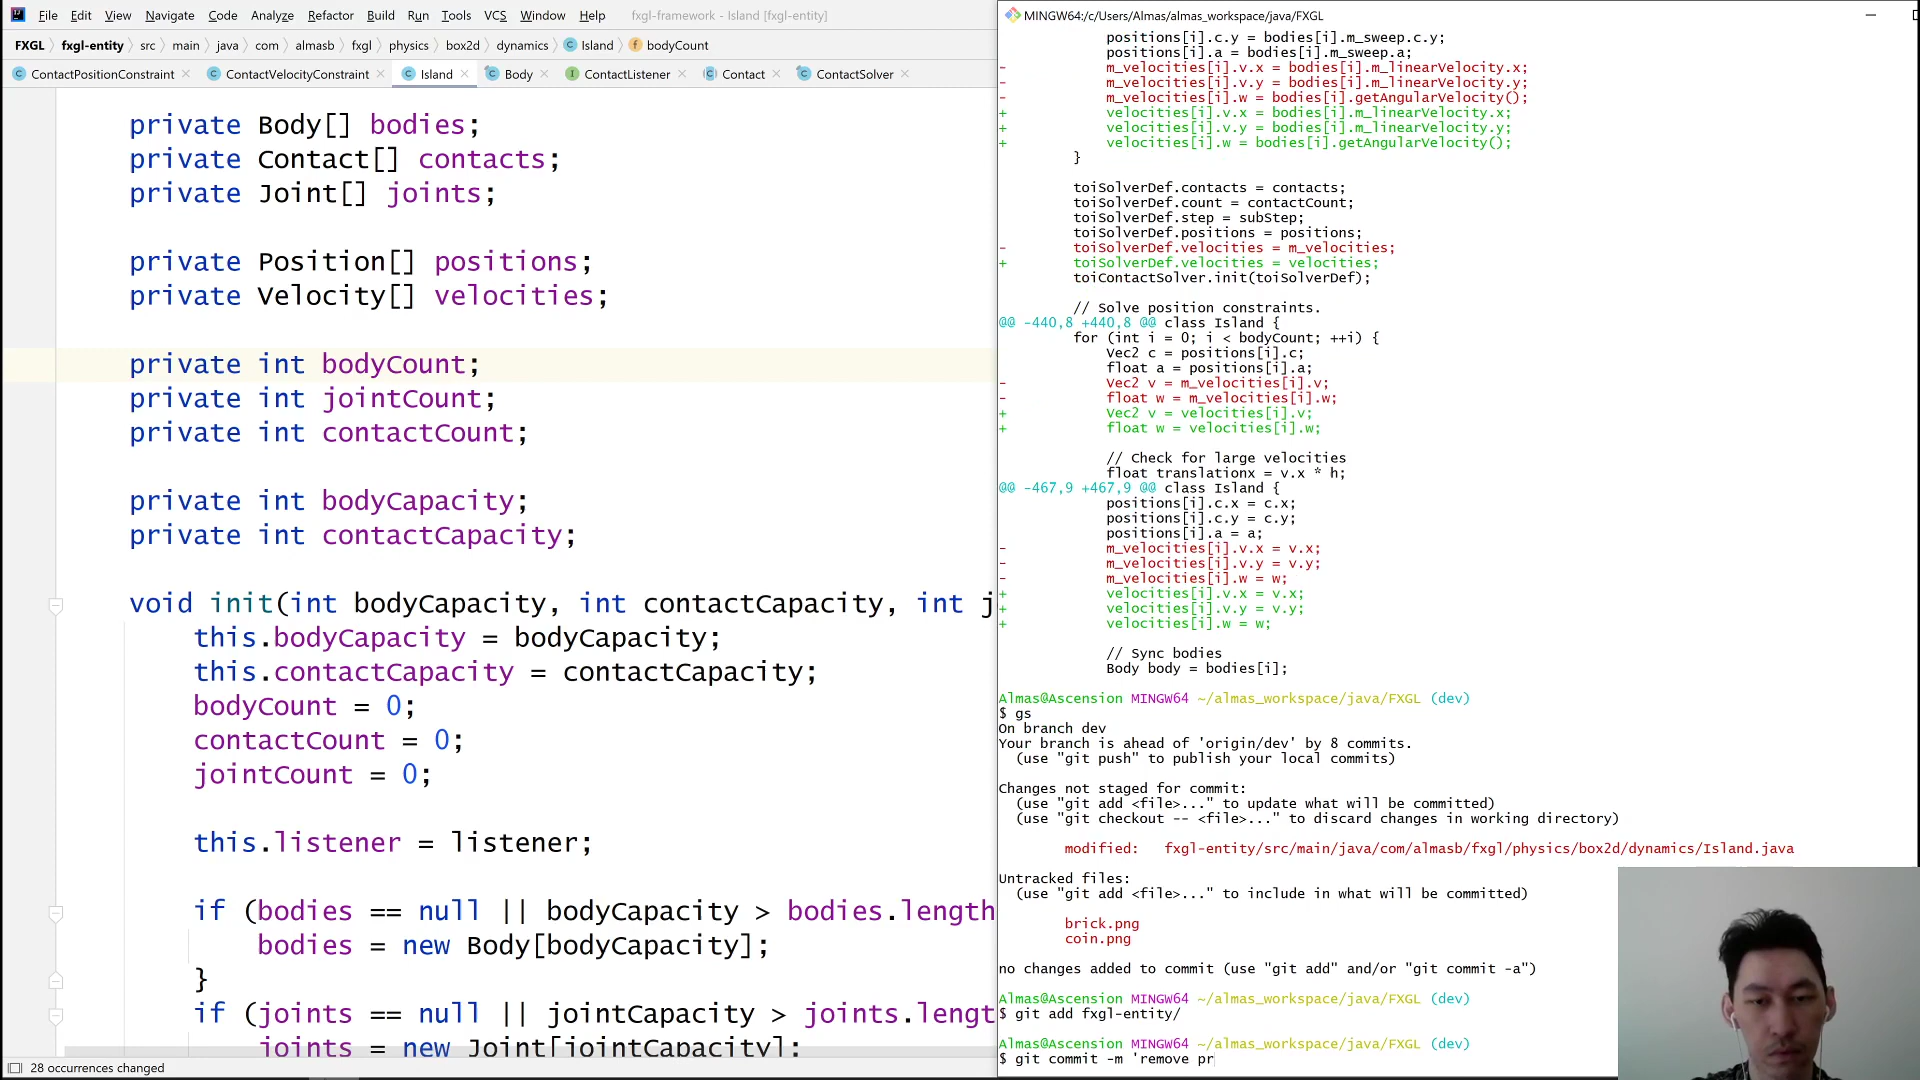 File Edit View Navigate Code Analyze Refactor Build Run Tools VCS Window Help fxgl-framework - Island [fxgl-entity]
FXGL fxgl-entity src main java com almasb fxgl physics box2d dynamics Island bodyCount
ContactPositionConstraint ContactVelocityConstraint Island Body ContactListener Contact ContactSolver
private Body[] bodies;
private Contact[] contacts;
private Joint[] joints;
private Position[] positions;
private Velocity[] velocities;
private int bodyCount;
private int jointCount;
private int contactCount;
private int bodyCapacity;
private int contactCapacity;
void init(int bodyCapacity, int contactCapacity, int j
this.bodyCapacity = bodyCapacity;
this.contactCapacity = contactCapacity;
bodyCount = 0;
contactCount = 0;
jointCount = 0;
this.listener = listener;
if (bodies == null || bodyCapacity > bodies.length
bodies = new Body[bodyCapacity];
}
if (joints == null || jointCapacity > joints.lengt
joints = new Joint[jointCapacity];
28 occurrences changed
MINGW64:/c/Users/Almas/almas_workspace/java/FXGL
positions[i].c.y = bodies[i].m_sweep.c.y;
positions[i].a = bodies[i].m_sweep.a;
- m_velocities[i].v.x = bodies[i].m_linearVelocity.x;
- m_velocities[i].v.y = bodies[i].m_linearVelocity.y;
- m_velocities[i].w = bodies[i].getAngularVelocity();
+ velocities[i].v.x = bodies[i].m_linearVelocity.x;
+ velocities[i].v.y = bodies[i].m_linearVelocity.y;
+ velocities[i].w = bodies[i].getAngularVelocity();
}
toiSolverDef.contacts = contacts;
toiSolverDef.count = contactCount;
toiSolverDef.step = subStep;
toiSolverDef.positions = positions;
- toiSolverDef.velocities = m_velocities;
+ toiSolverDef.velocities = velocities;
toiContactSolver.init(toiSolverDef);
// Solve position constraints.
@@ -440,8 +440,8 @@ class Island {
for (int i = 0; i < bodyCount; ++i) {
Vec2 c = positions[i].c;
float a = positions[i].a;
- Vec2 v = m_velocities[i].v;
- float w = m_velocities[i].w;
+ Vec2 v = velocities[i].v;
+ float w = velocities[i].w;
// Check for large velocities
float translationx = v.x * h;
@@ -467,9 +467,9 @@ class Island {
positions[i].c.x = c.x;
positions[i].c.y = c.y;
positions[i].a = a;
- m_velocities[i].v.x = v.x;
- m_velocities[i].v.y = v.y;
- m_velocities[i].w = w;
+ velocities[i].v.x = v.x;
+ velocities[i].v.y = v.y;
+ velocities[i].w = w;
// Sync bodies
Body body = bodies[i];
Almas@Ascension MINGW64 ~/almas_workspace/java/FXGL (dev)
$ gs
On branch dev
Your branch is ahead of 'origin/dev' by 8 commits.
(use "git push" to publish your local commits)
Changes not staged for commit:
(use "git add <file>..." to update what will be committed)
(use "git checkout -- <file>..." to discard changes in working directory)
modified: fxgl-entity/src/main/java/com/almasb/fxgl/physics/box2d/dynamics/Island.java
Untracked files:
(use "git add <file>..." to include in what will be committed)
brick.png
coin.png
no changes added to commit (use "git add" and/or "git commit -a")
Almas@Ascension MINGW64 ~/almas_workspace/java/FXGL (dev)
$ git add fxgl-entity/
Almas@Ascension MINGW64 ~/almas_workspace/java/FXGL (dev)
$ git commit -m 'remove pr